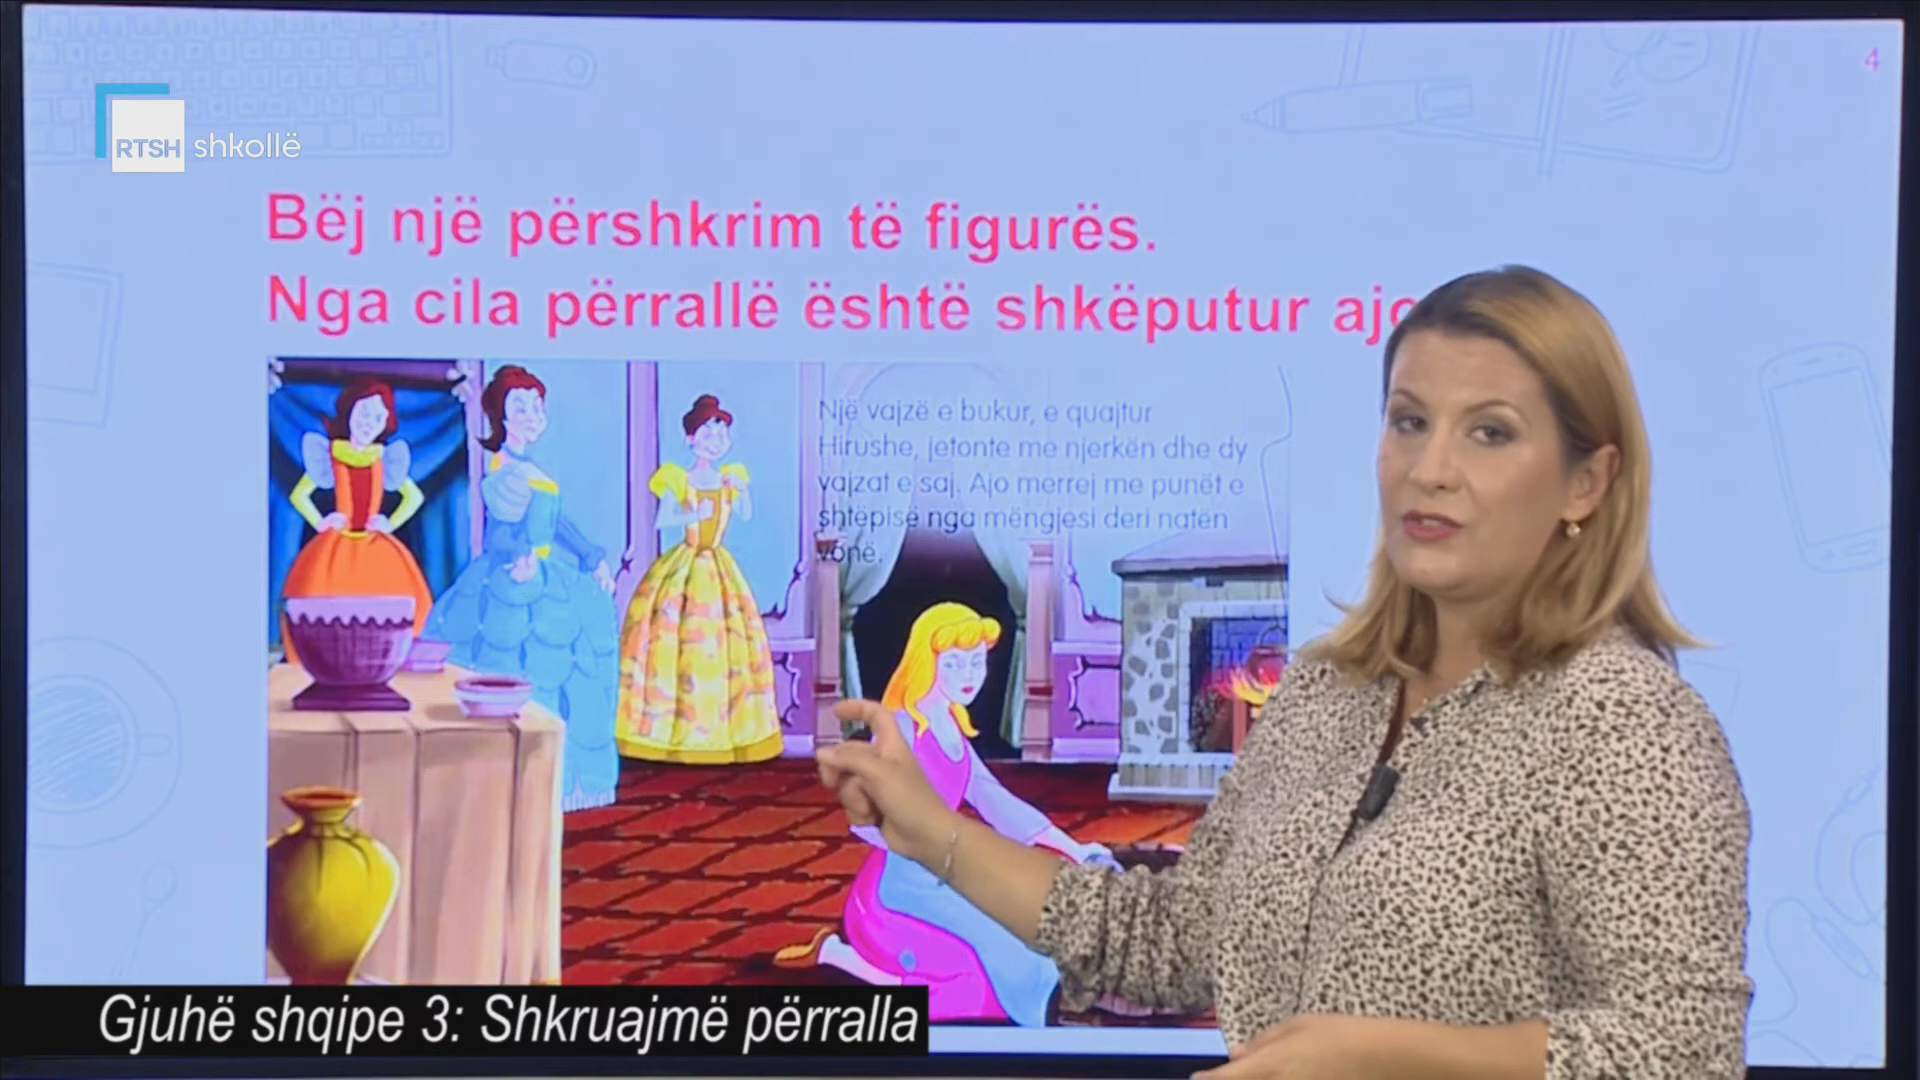 4
RTSH shkollë
Bëj një përshkrim të figurës.
Nga cila përrallë është shkëputur
Një vajzë e bukur, e quajtur
Hirushe, jetonte me njerkën dhe dy
vajzat e saj. Ajo merrej me punët e
shtëpisë nga mëngjesi deri natën
vonë.
Gjuhë shqipe 3: Shkruajmë përralla